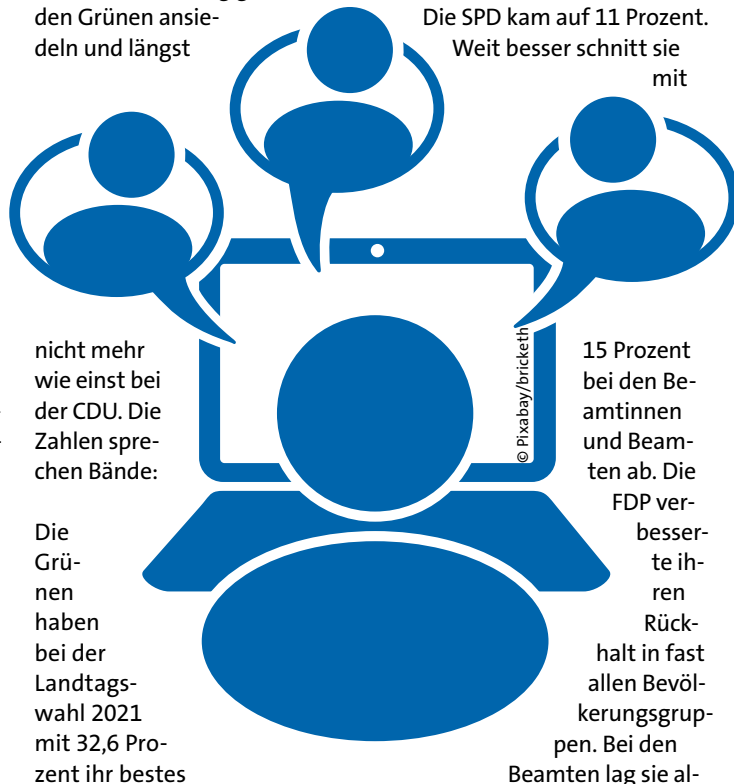 den Grünen ansie-
deln und längst
nicht mehr
wie einst bei
der CDU. Die
Zahlen spre-
chen Bände:
Die
Grü-
nen
haben
bei der
Landtags-
wahl 2021
mit 32,6 Pro-
zent ihr bestes
Die SPD kam auf 11 Prozent.
Weit besser schnitt sie
mit
15 Prozent
bei den Be-
amtinnen
und Beam-
ten ab. Die
FDP ver-
besser-
te ih-
ren
Rück-
halt in fast
allen Bevöl-
kerungsgrup-
pen. Bei den
Beamten lag sie al-
© Pixabay/bricketh